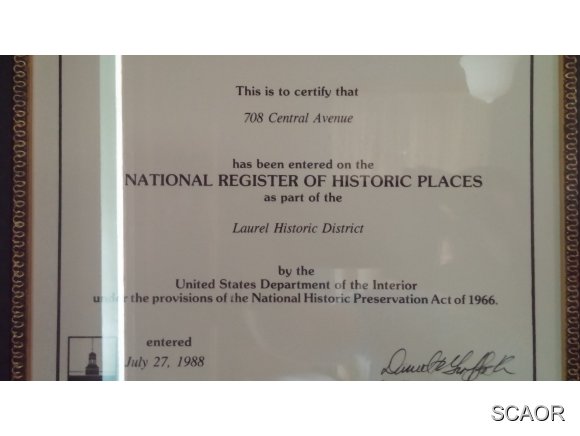 This is to certify that
708 Central Avenue
has been entered on the
NATIONAL REGISTER OF HISTORIC PLACES
as part of the
Laurel Historic District
by the
United States Department of the Interior
under the provisions of the National Historic Preservation Act of 1966.
entered
July 27, 1988
SCAOR